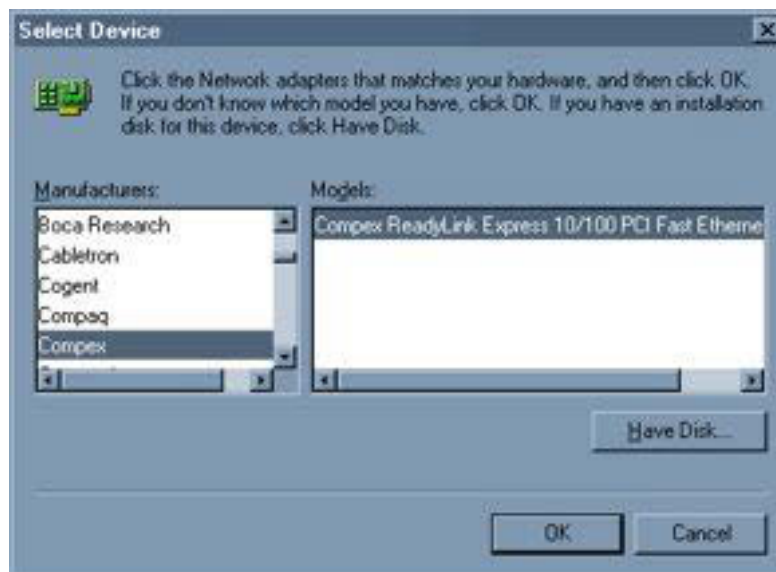 Select Device
Click the Network adapters that matches your hardware, and then click OK.
If you don't know which model you have, click OK. If you have an installation
disk for this device, click Have Disk.
Manufacturers:
Models:
Boca Research
Cabletron
Cogent
Compaq
Compex
Compex ReadyLink Express 10/100 PCI Fast Etherne
Have Disk...
OK
Cancel